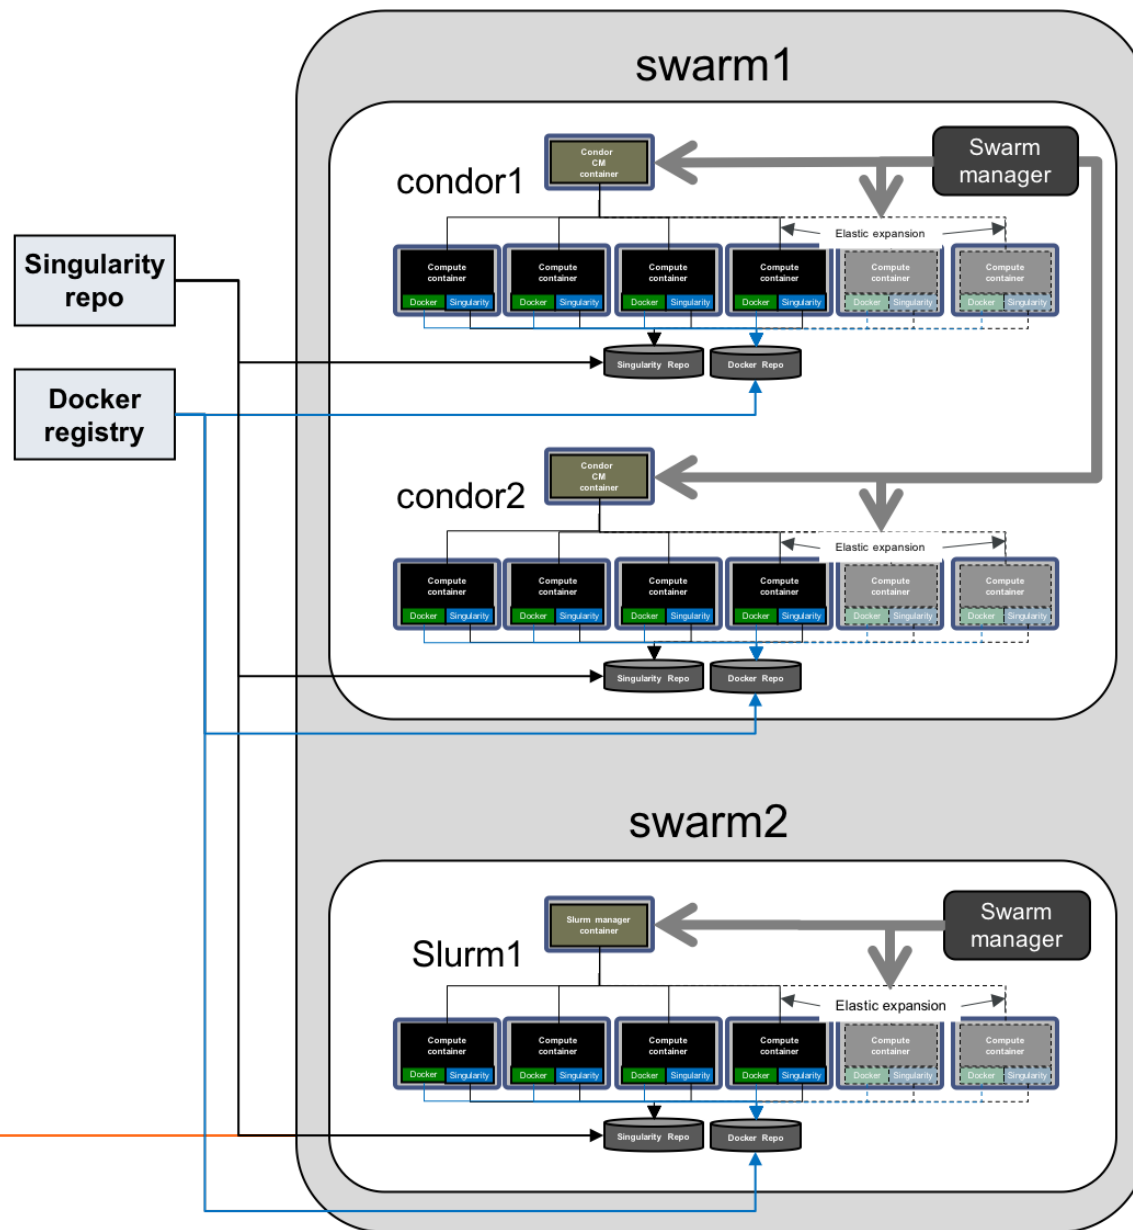 swarm1
Condor
CM
container
Swarm
manager
condor1
Elastic expansion
Singularity
repo
Compute
container
Docker
Singularity
Compute
container
Docker
Singularity
Compute
container
Docker
Singularity
Compute
container
Docker
Singularity
Compute
container
Docker
Singularity
Compute
container
Docker
Singularity
Singularity Repo
Docker Repo
Docker
registry
Condor
CM
container
condor2
Elastic expansion
Compute
container
Docker
Singularity
Compute
container
Docker
Singularity
Compute
container
Docker
Singularity
Compute
container
Docker
Singularity
Compute
container
Docker
Singularity
Compute
container
Docker
Singularity
Singularity Repo
Docker Repo
swarm2
Slurm manager
container
Swarm
manager
Slurm1
Elastic expansion
Compute
container
Docker
Singularity
Compute
container
Docker
Singularity
Compute
container
Docker
Singularity
Compute
container
Docker
Singularity
Compute
container
Docker
Singularity
Compute
container
Docker
Singularity
Singularity Repo
Docker Repo